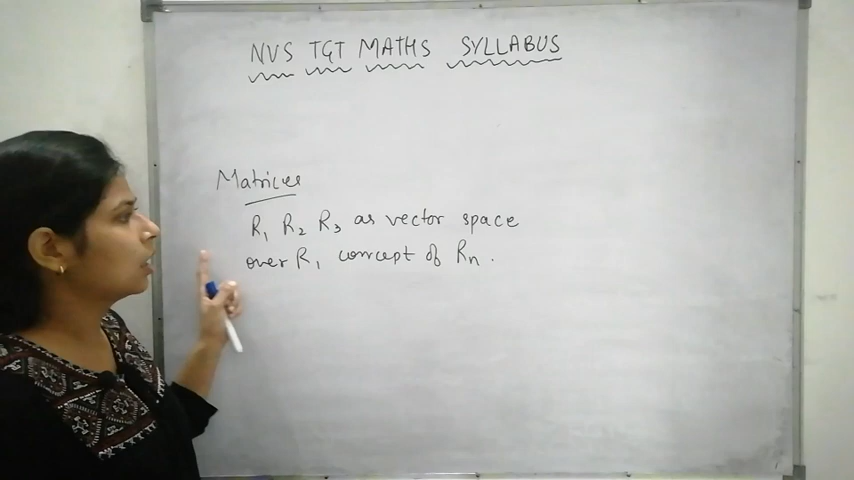 NVS TGT MATHS SYLLABUS
Matrices
R₁ R₂ R₃ as vector space
over R, concept of Rn.